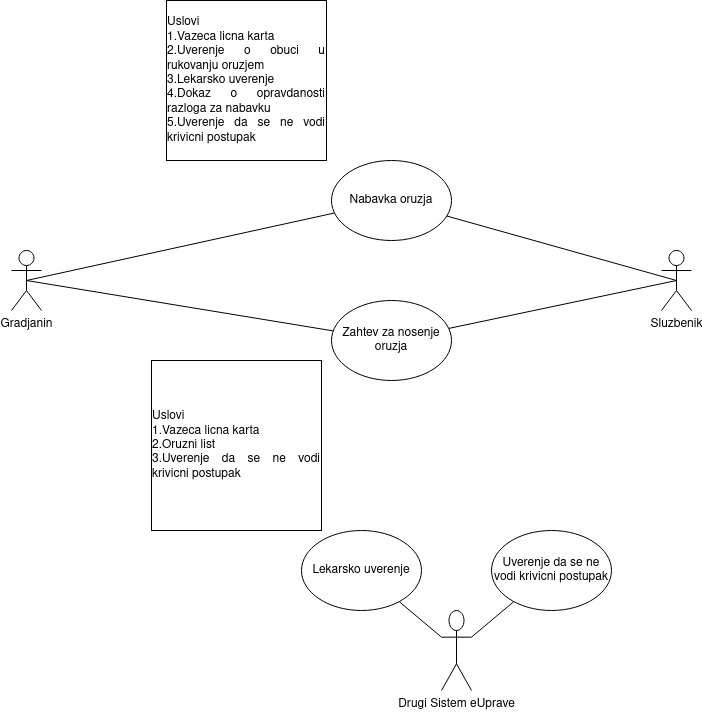 Uslovi
1.Vazeca licna karta
2.Uverenje o obuci u
rukovanju oruzjem
3.Lekarsko uverenje
4.Dokaz o opravdanosti
razloga za nabavku
5.Uverenje da se ne vodi
krivicni postupak
Nabavka oruzja
Gradjanin
Sluzbenik
Zahtev za nosenje
oruzja
Uslovi
1.Vazeca licna karta
2.Oruzni list
3.Uverenje da se ne vodi
krivicni postupak
Lekarsko uverenje
Uverenje da se ne
vodi krivicni postupak
Drugi Sistem eUprave